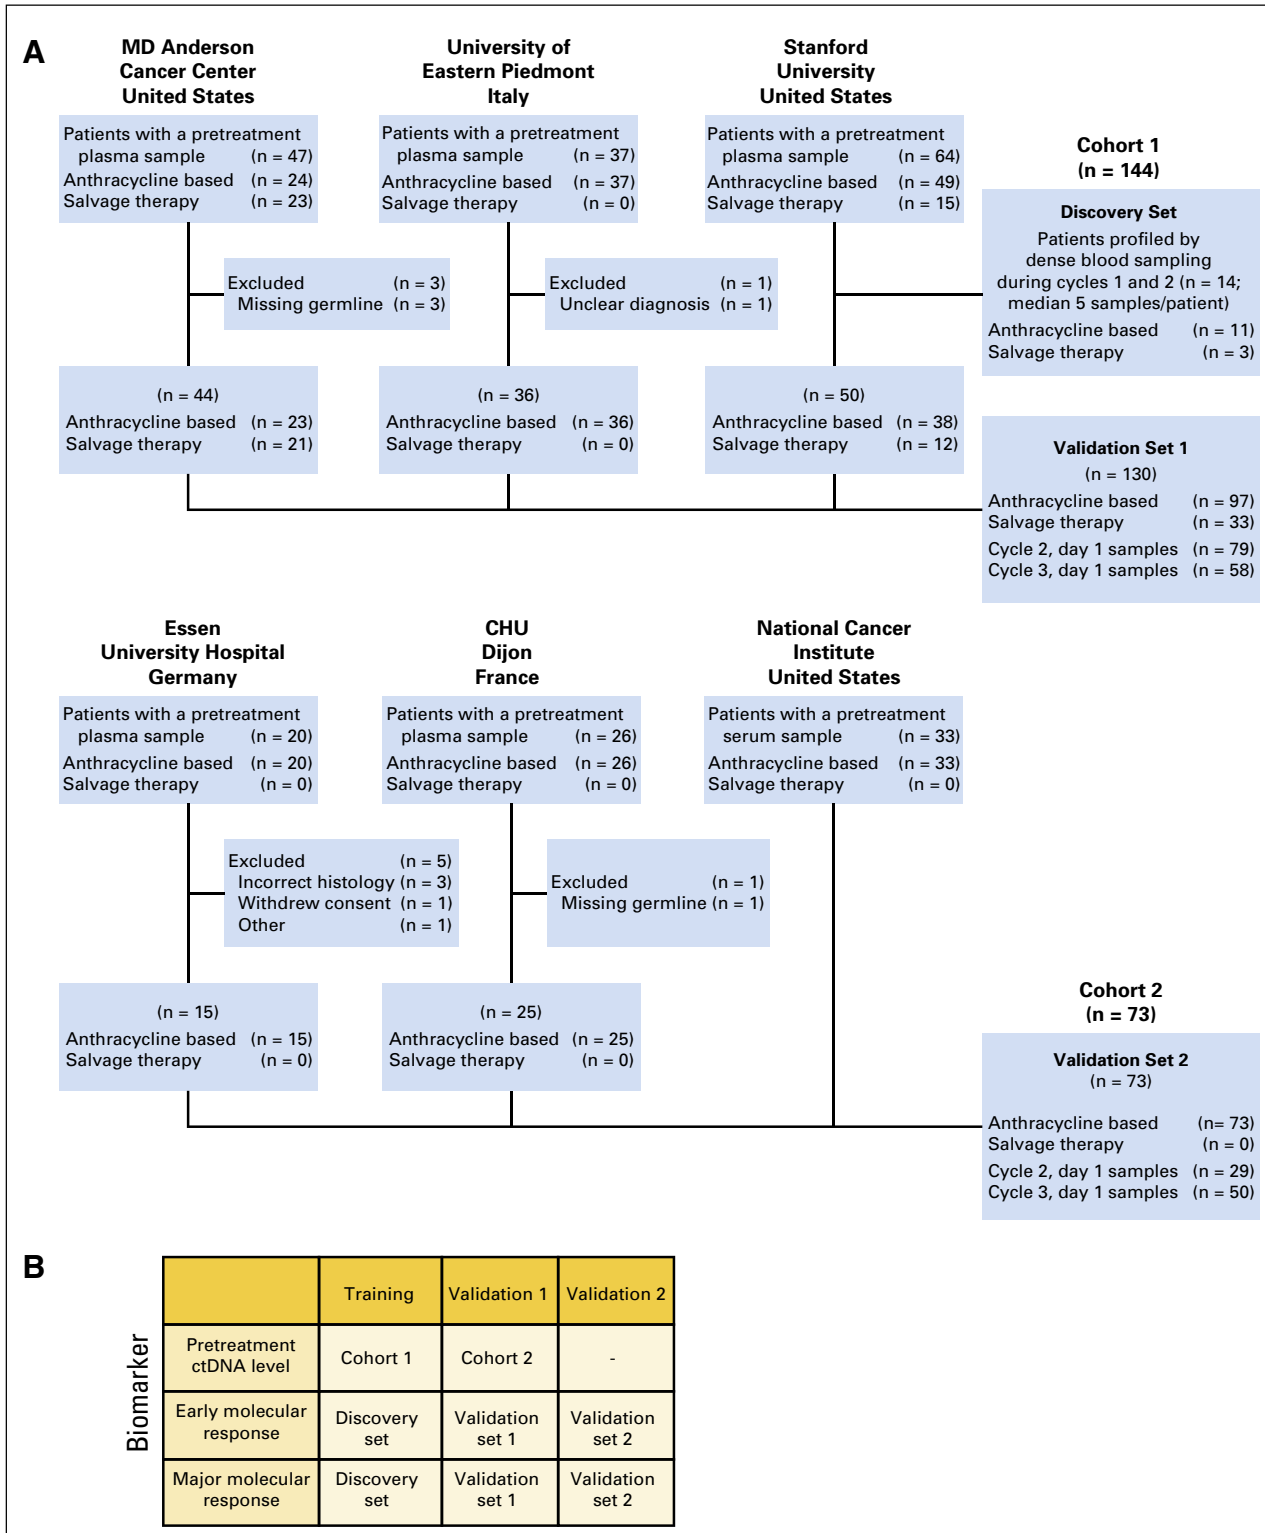 A
MD Anderson
Cancer Center
United States
Patients with a pretreatment
plasma sample (n = 47)
Anthracycline based (n = 24)
Salvage therapy (n = 23)
Excluded (n = 3)
Missing germline (n = 3)
(n = 44)
Anthracycline based (n = 23)
Salvage therapy (n = 21)
University of
Eastern Piedmont
Italy
Patients with a pretreatment
plasma sample (n = 37)
Anthracycline based (n = 37)
Salvage therapy (n = 0)
Excluded (n = 1)
Unclear diagnosis (n = 1)
(n = 36)
Anthracycline based (n = 36)
Salvage therapy (n = 0)
Stanford
University
United States
Patients with a pretreatment
plasma sample (n = 64)
Anthracycline based (n = 49)
Salvage therapy (n = 15)
(n = 50)
Anthracycline based (n = 38)
Salvage therapy (n = 12)
Cohort 1
(n = 144)
Discovery Set
Patients profiled by
dense blood sampling
during cycles 1 and 2 (n = 14;
median 5 samples/patient)
Anthracycline based (n = 11)
Salvage therapy (n = 3)
Validation Set 1
(n = 130)
Anthracycline based (n = 97)
Salvage therapy (n = 33)
Cycle 2, day 1 samples (n = 79)
Cycle 3, day 1 samples (n = 58)
Essen
University Hospital
Germany
Patients with a pretreatment
plasma sample (n = 20)
Anthracycline based (n = 20)
Salvage therapy (n = 0)
Excluded (n = 5)
Incorrect histology (n = 3)
Withdrew consent (n = 1)
Other (n = 1)
(n = 15)
Anthracycline based (n = 15)
Salvage therapy (n = 0)
CHU
Dijon
France
Patients with a pretreatment
plasma sample (n = 26)
Anthracycline based (n = 26)
Salvage therapy (n = 0)
Excluded (n = 1)
Missing germline (n = 1)
(n = 25)
Anthracycline based (n = 25)
Salvage therapy (n = 0)
National Cancer
Institute
United States
Patients with a pretreatment
serum sample (n = 33)
Anthracycline based (n = 33)
Salvage therapy (n = 0)
Cohort 2
(n = 73)
Validation Set 2
(n = 73)
Anthracycline based (n= 73)
Salvage therapy (n = 0)
Cycle 2, day 1 samples (n = 29)
Cycle 3, day 1 samples (n = 50)
B
Biomarker
Training Validation 1 Validation 2
Pretreatment
ctDNA level
Cohort 1 Cohort 2 -
Early molecular
response
Discovery
set
Validation
set 1
Validation
set 2
Major molecular
response
Discovery
set
Validation
set 1
Validation
set 2